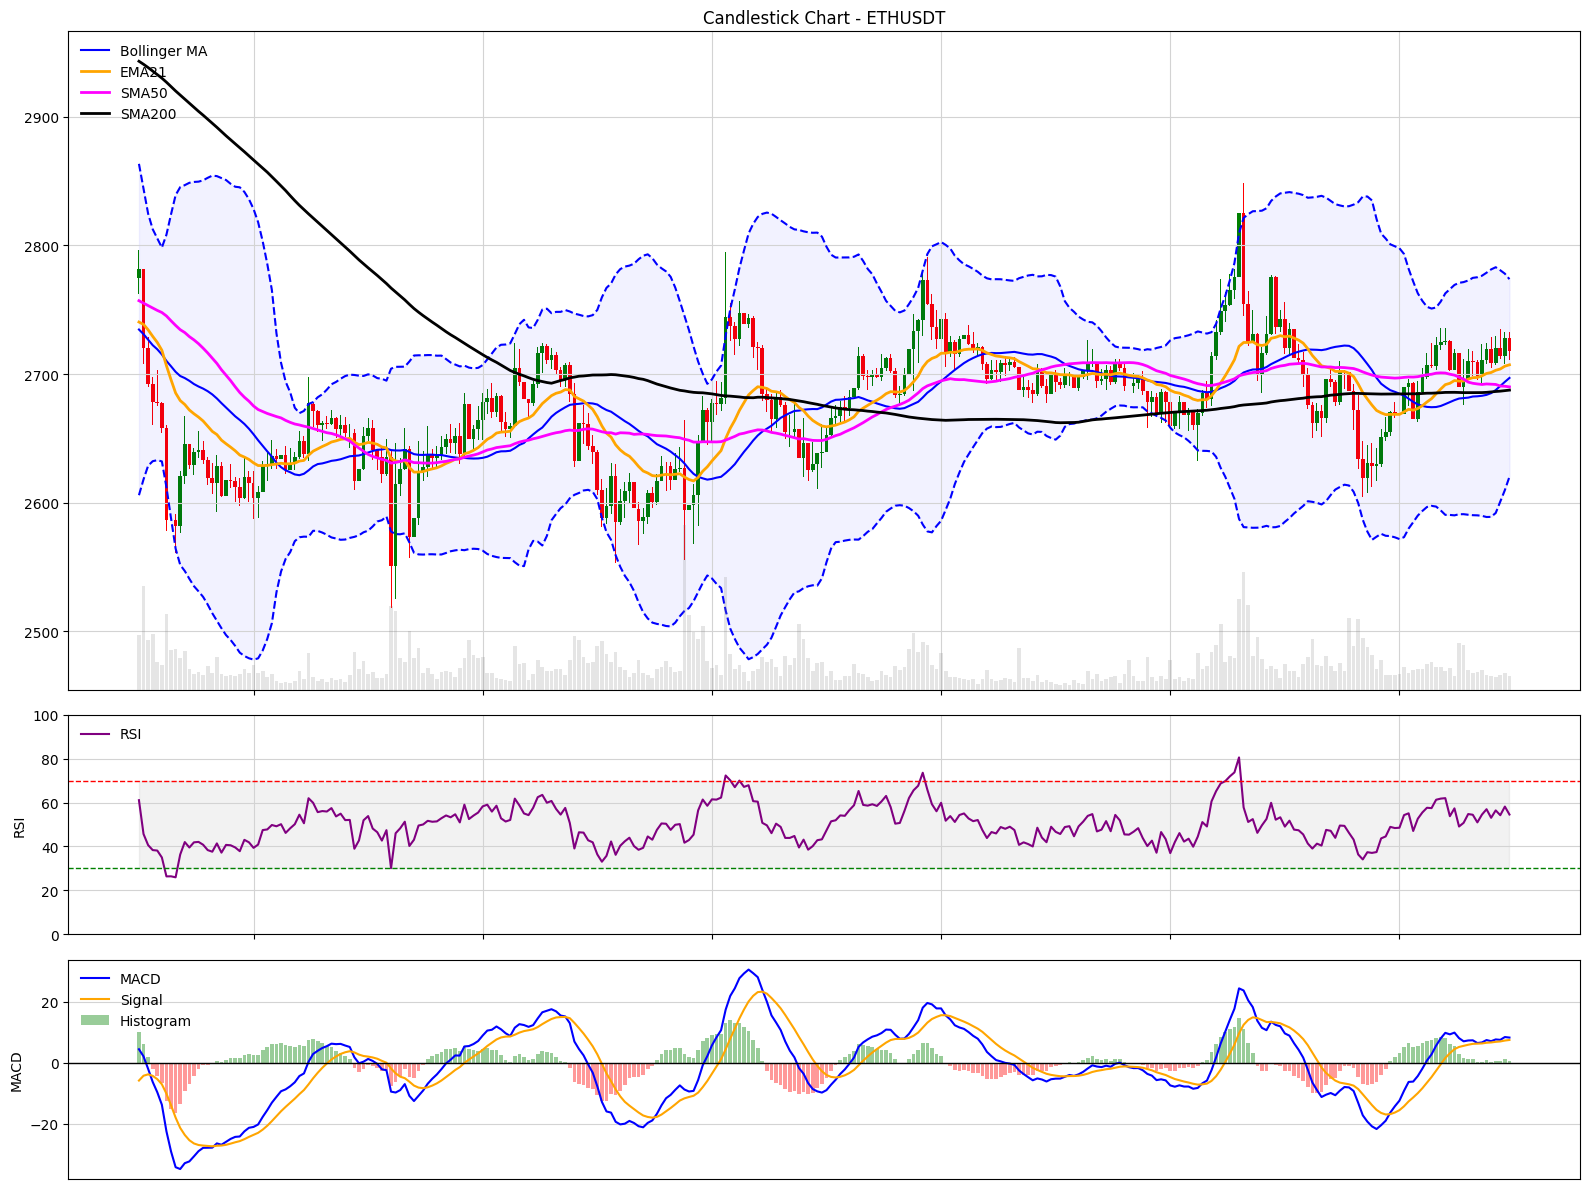 Candlestick Chart - ETHUSDT
Bollinger MA
EMA21
SMA50
SMA200
2900
2800
2700
2600
2500
RSI
100
80
60
40
20
0
RSI
MACD
Signal
Histogram
20
0
−20
MACD